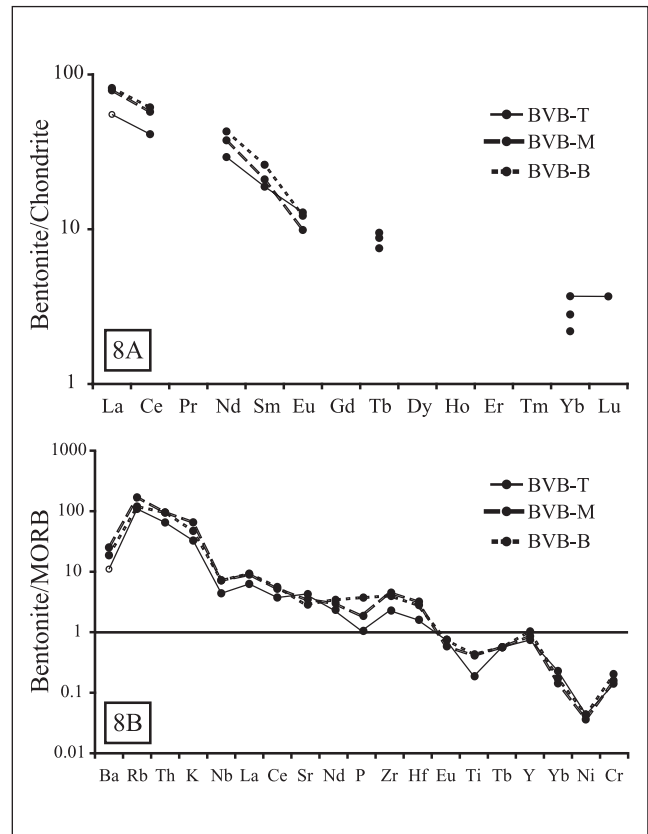 100
10
1
Bentonite/Chondrite
BVB-T
BVB-M
BVB-B
8A
La Ce Pr Nd Sm Eu Gd Tb Dy Ho Er Tm Yb Lu
1000
100
10
1
0.1
0.01
Bentonite/MORB
BVB-T
BVB-M
BVB-B
8B
Ba Rb Th K Nb La Ce Sr Nd P Zr Hf Eu Ti Tb Y Yb Ni Cr